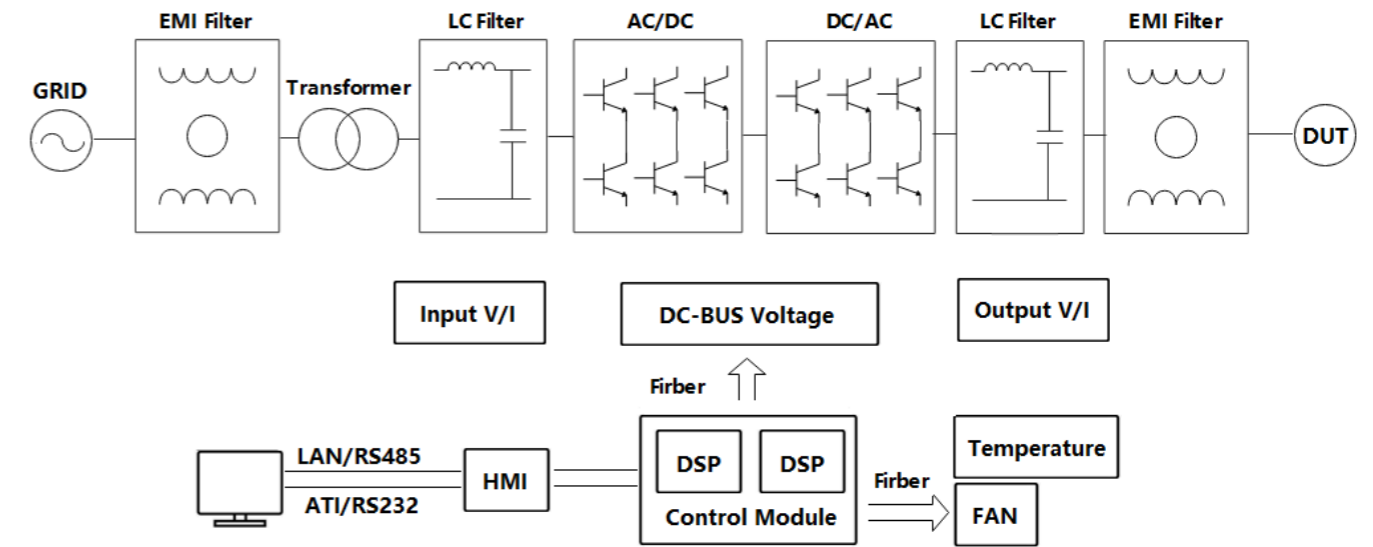 EMI Filter
LC Filter
AC/DC
DC/AC
LC Filter
EMI Filter
GRID
Transformer
DUT
Input V/I
DC-BUS Voltage
Output V/I
Firber
LAN/RS485
ATI/RS232
HMI
DSP
DSP
Control Module
Firber
Temperature
FAN